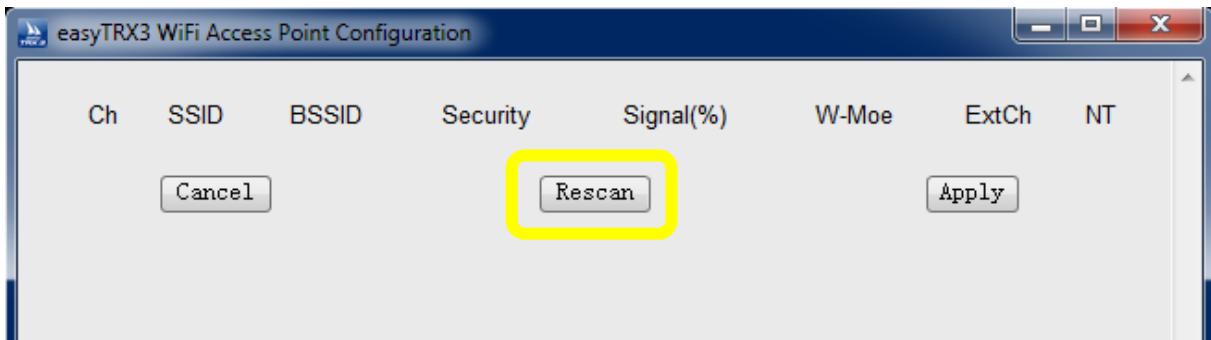 easyTRX3 WiFi Access Point Configuration
Ch SSID BSSID Security Signal(%) W-Moe ExtCh NT
Cancel Rescan Apply